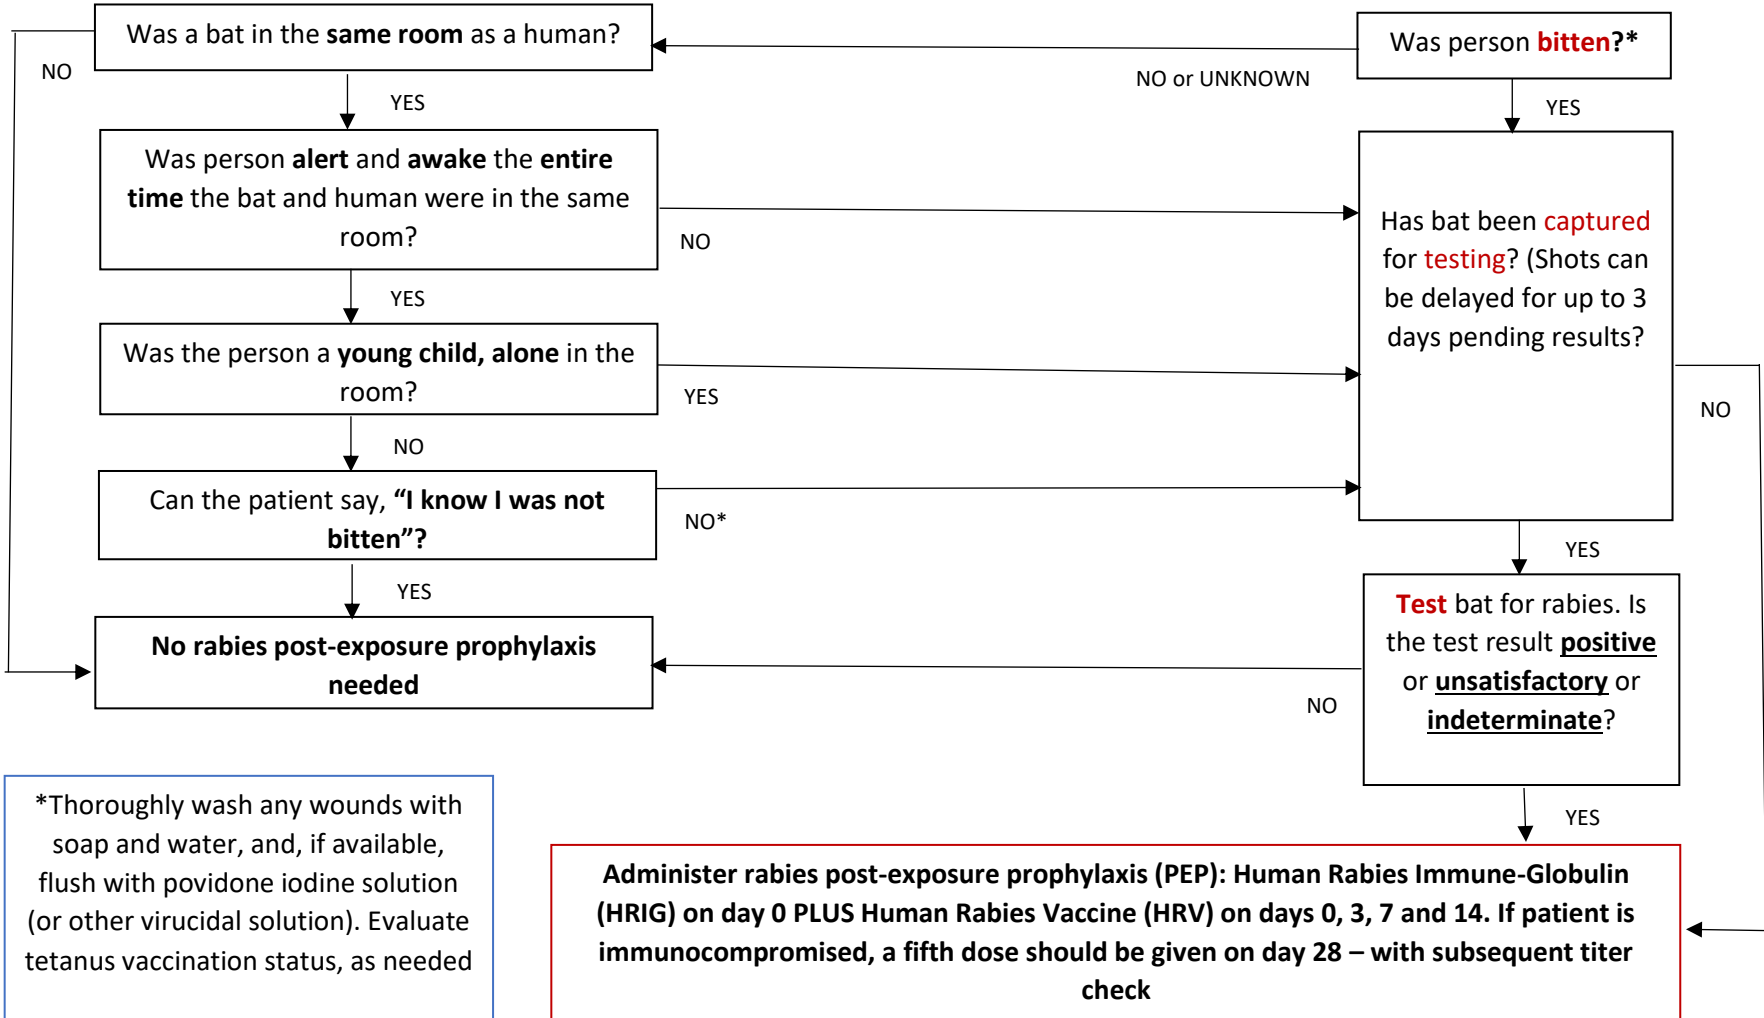 Was a bat in the same room as a human?
NO
YES
Was person bitten?*
NO or UNKNOWN
YES
Was person alert and awake the entire
time the bat and human were in the same
room?
NO
YES
Was the person a young child, alone in the
room?
YES
NO
Can the patient say, “I know I was not
bitten”?
NO*
YES
No rabies post-exposure prophylaxis
needed
Has bat been captured
for testing? (Shots can
be delayed for up to 3
days pending results?
NO
YES
Test bat for rabies. Is
the test result positive
or unsatisfactory or
indeterminate?
NO
YES
*Thoroughly wash any wounds with
soap and water, and, if available,
flush with povidone iodine solution
(or other virucidal solution). Evaluate
tetanus vaccination status, as needed
Administer rabies post-exposure prophylaxis (PEP): Human Rabies Immune-Globulin
(HRIG) on day 0 PLUS Human Rabies Vaccine (HRV) on days 0, 3, 7 and 14. If patient is
immunocompromised, a fifth dose should be given on day 28 – with subsequent titer
check